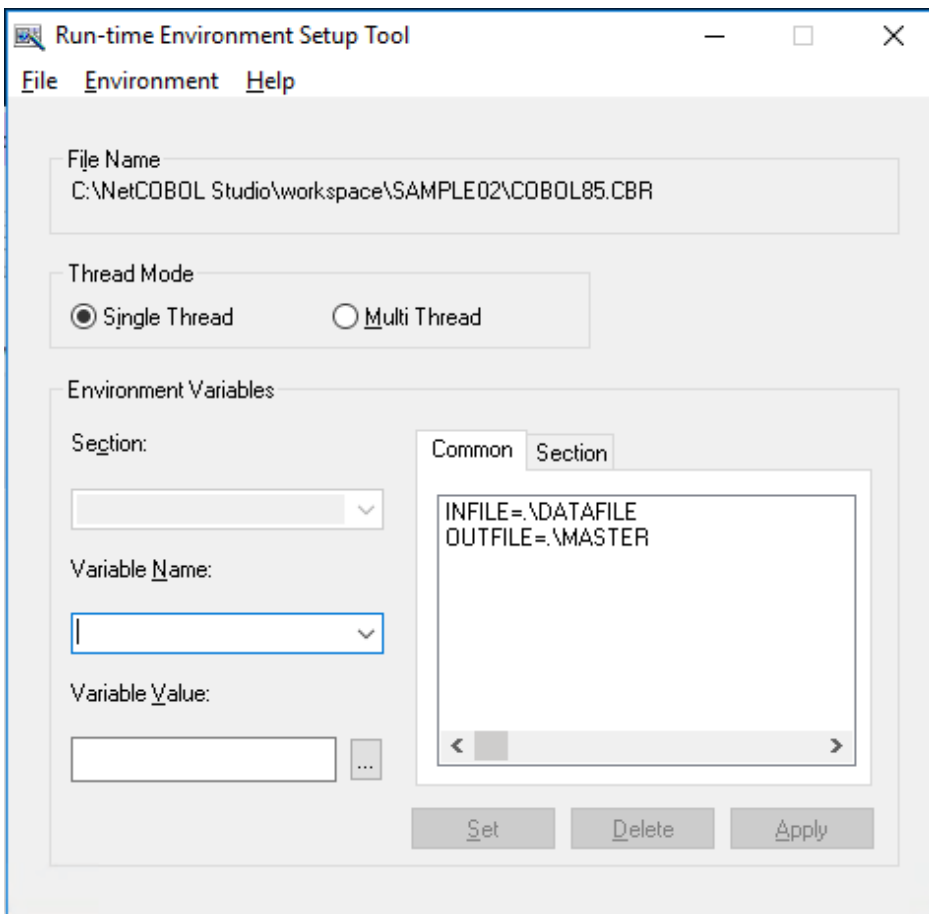 Run-time Environment Setup Tool
File Environment Help
File Name
C:\NetCOBOL Studio\workspace\SAMPLE02\COBOL85.CBR
Thread Mode
Single Thread Multi Thread
Environment Variables
Section:
Common Section
INFILE=.\DATAFILE
OUTFILE=.\MASTER
Variable Name:
Variable Value:
...
Set Delete Apply